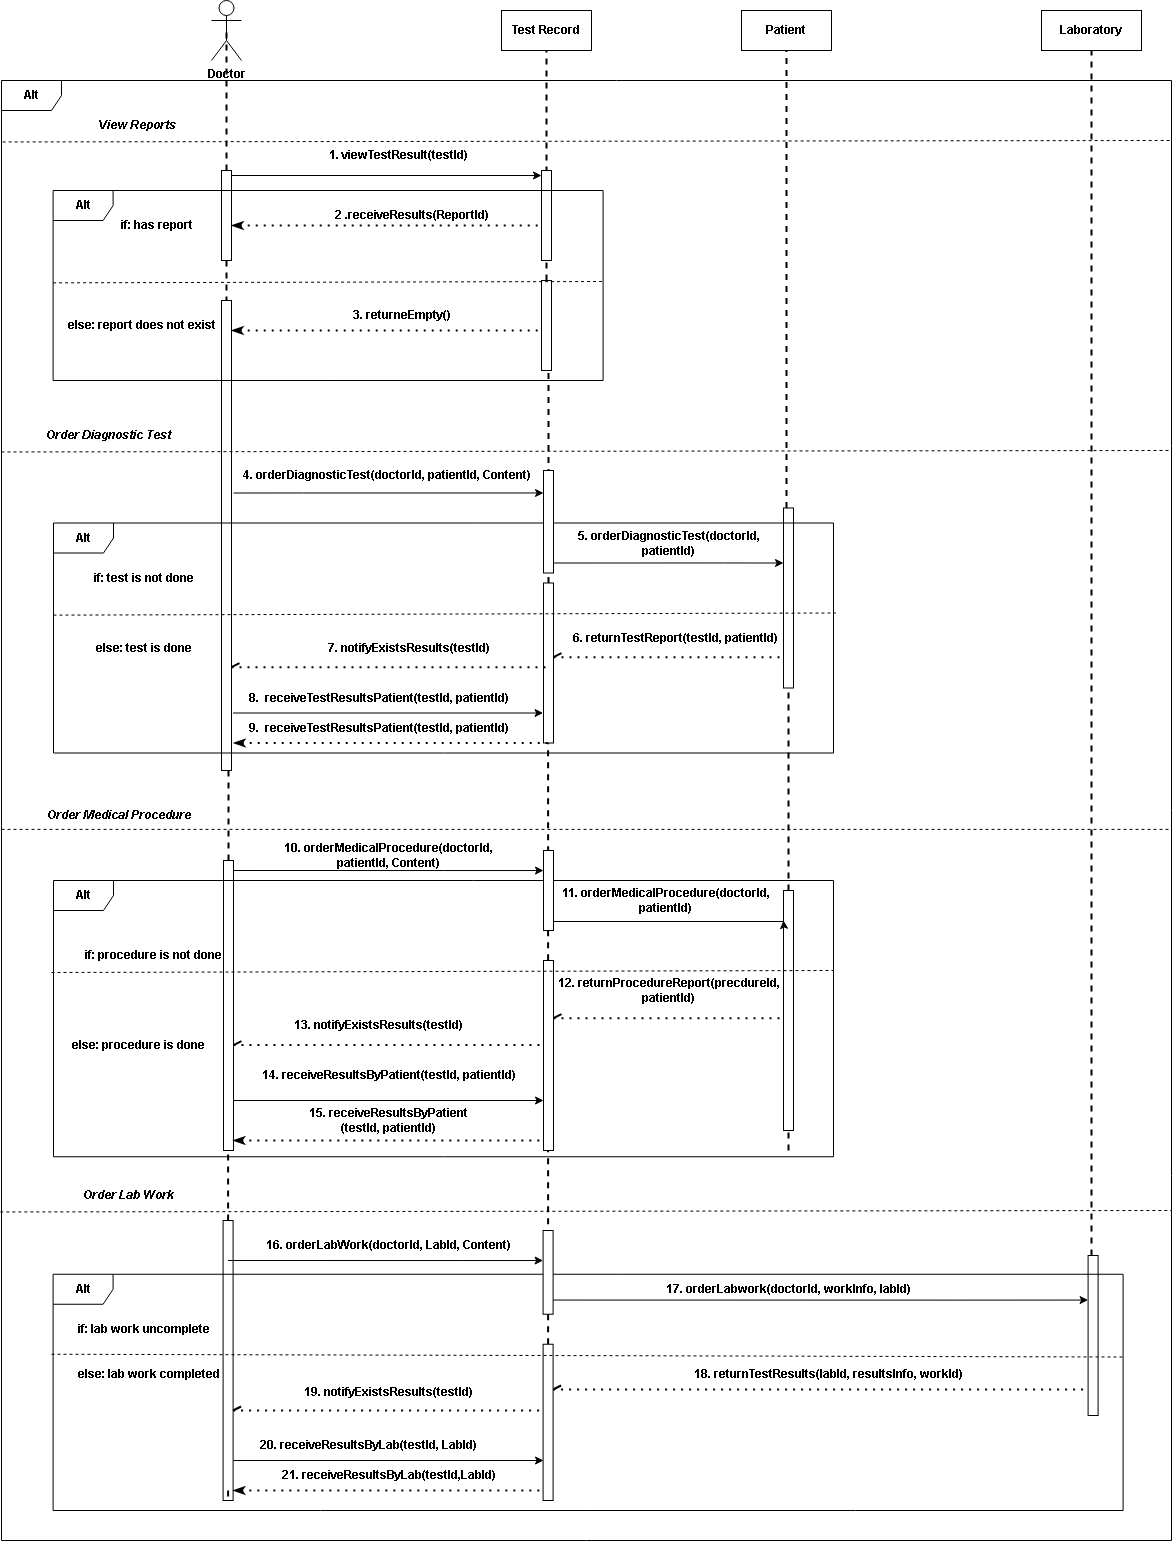 Doctor
Test Record
Patient
Laboratory
Alt
View Reports
1. viewTestResult(testId)
Alt
2 .receiveResults(ReportId)
if: has report
3. returneEmpty()
else: report does not exist
Order Diagnostic Test
4. orderDiagnosticTest(doctorId, patientId, Content)
Alt
5. orderDiagnosticTest(doctorId,
patientId)
if: test is not done
6. returnTestReport(testId, patientId)
else: test is done
7. notifyExistsResults(testId)
8.  receiveTestResultsPatient(testId, patientId)
9.  receiveTestResultsPatient(testId, patientId)
Order Medical Procedure
10. orderMedicalProcedure(doctorId,
patientId, Content)
Alt
11. orderMedicalProcedure(doctorId,
patientId)
if: procedure is not done
12. returnProcedureReport(precdureId,
patientId)
13. notifyExistsResults(testId)
else: procedure is done
14. receiveResultsByPatient(testId, patientId)
15. receiveResultsByPatient
(testId, patientId)
Order Lab Work
16. orderLabWork(doctorId, LabId, Content)
Alt
17. orderLabwork(doctorId, workInfo, labId)
if: lab work uncomplete
else: lab work completed
18. returnTestResults(labId, resultsInfo, workId)
19. notifyExistsResults(testId)
20. receiveResultsByLab(testId, LabId)
21. receiveResultsByLab(testId,LabId)